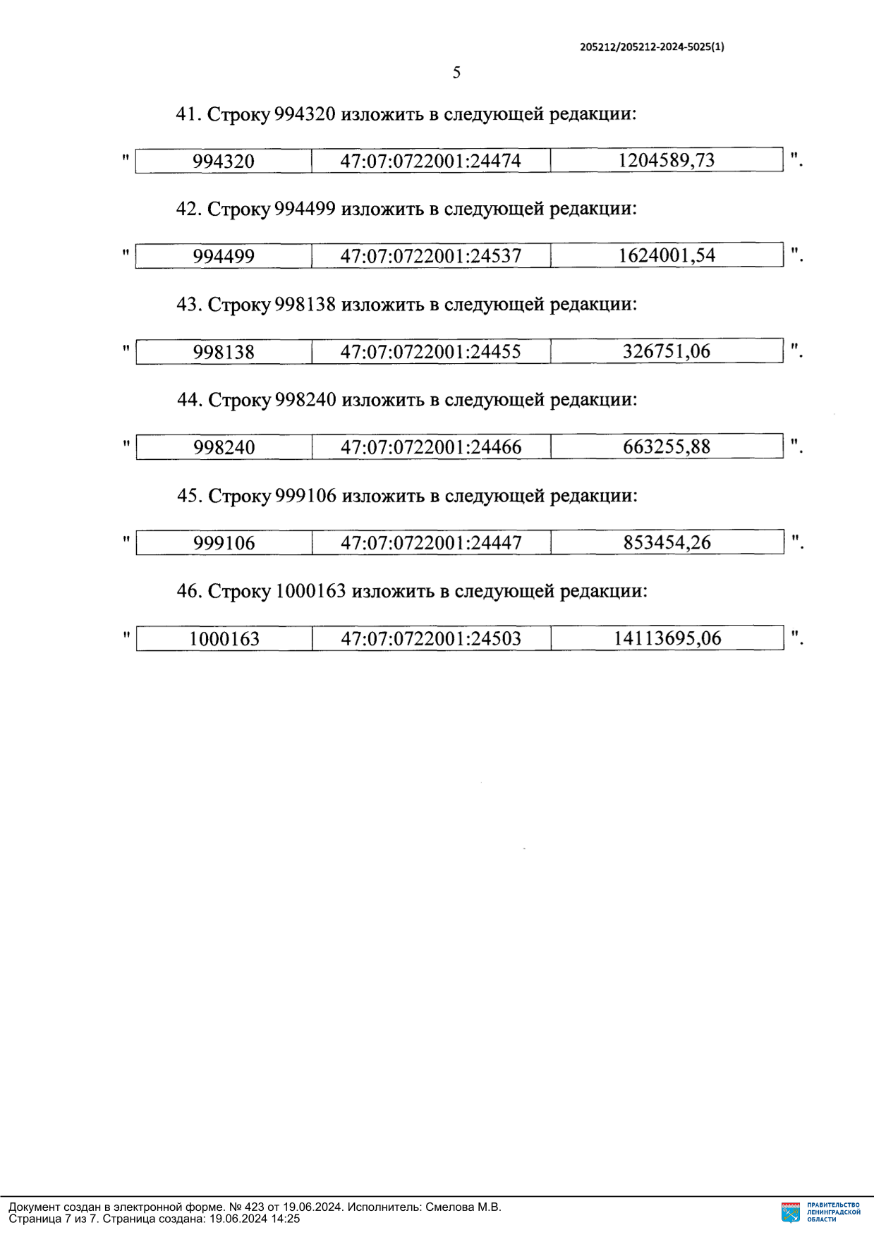 205212/205212-2024-5025(1)
5
41. Строку 994320 изложить в следующей редакции:
" 994320 47:07:0722001:24474 1204589,73 ".
42. Строку 994499 изложить в следующей редакции:
" 994499 47:07:0722001:24537 1624001,54 ".
43. Строку 998138 изложить в следующей редакции:
" 998138 47:07:0722001:24455 326751,06 ".
44. Строку 998240 изложить в следующей редакции:
" 998240 47:07:0722001:24466 663255,88 ".
45. Строку 999106 изложить в следующей редакции:
" 999106 47:07:0722001:24447 853454,26 ".
46. Строку 1000163 изложить в следующей редакции:
" 1000163 47:07:0722001:24503 14113695,06 ".
Документ создан в электронной форме. № 423 от 19.06.2024. Исполнитель: Смелова М.В.
Страница 7 из 7. Страница создана: 19.06.2024 14:25
ПРАВИТЕЛЬСТВО
ЛЕНИНГРАДСКОЙ
ОБЛАСТИ